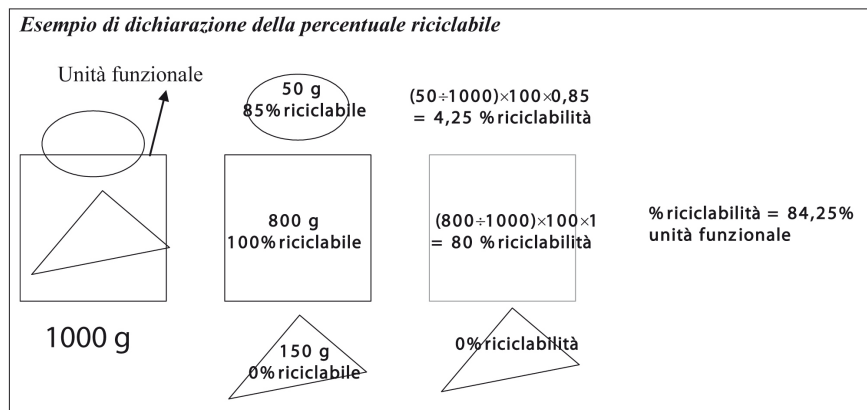 Esempio di dichiarazione della percentuale riciclabile
Unità funzionale
1000 g
50 g
85% riciclabile
800 g
100% riciclabile
150 g
0% riciclabile
(50÷1000)×100×0,85
= 4,25 % riciclabilità
(800÷1000)×100×1
= 80 % riciclabilità
0% riciclabilità
% riciclabilità = 84,25%
unità funzionale